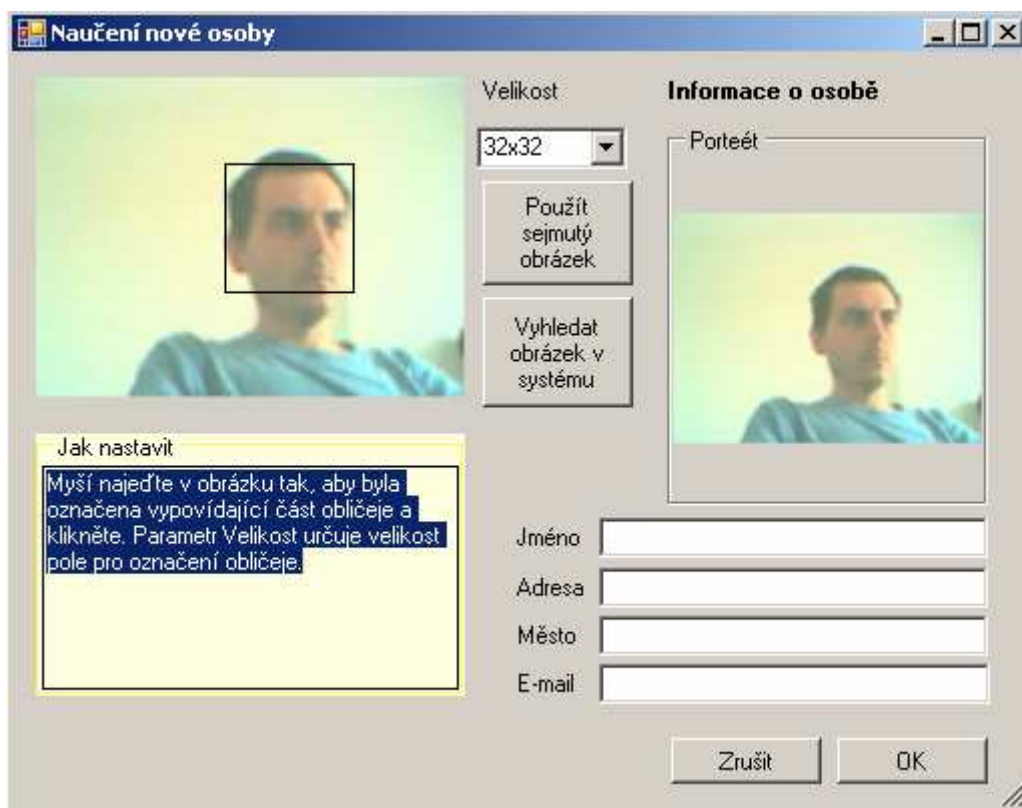 Naučení nové osoby
Velikost
32x32
Použít
sejmutý
obrázek
Vyhledat
obrázek v
systému
Informace o osobě
Porteét
Jak nastavit
Myší najeďte v obrázku tak, aby byla
označena vypovídající část obličeje a
klikněte. Parametr Velikost určuje velikost
pole pro označení obličeje.
Jméno
Adresa
Město
E-mail
Zrušit
OK